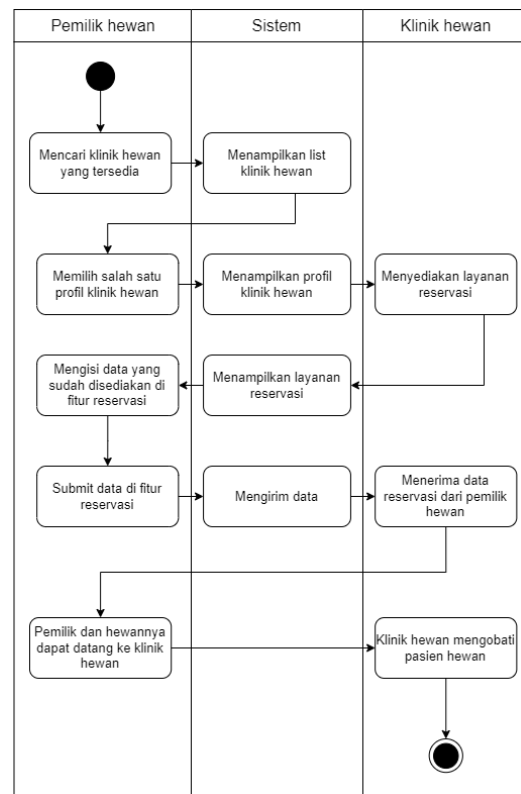 Pemilik hewan
Sistem
Klinik hewan
Mencari klinik hewan
yang tersedia
Menampilkan list
klinik hewan
Memilih salah satu
profil klinik hewan
Menampilkan profil
klinik hewan
Menyediakan layanan
reservasi
Mengisi data yang
sudah disediakan di
fitur reservasi
Menampilkan layanan
reservasi
Submit data di fitur
reservasi
Mengirim data
Menerima data
reservasi dari pemilik
hewan
Pemilik dan hewannya
dapat datang ke klinik
hewan
Klinik hewan mengobati
pasien hewan